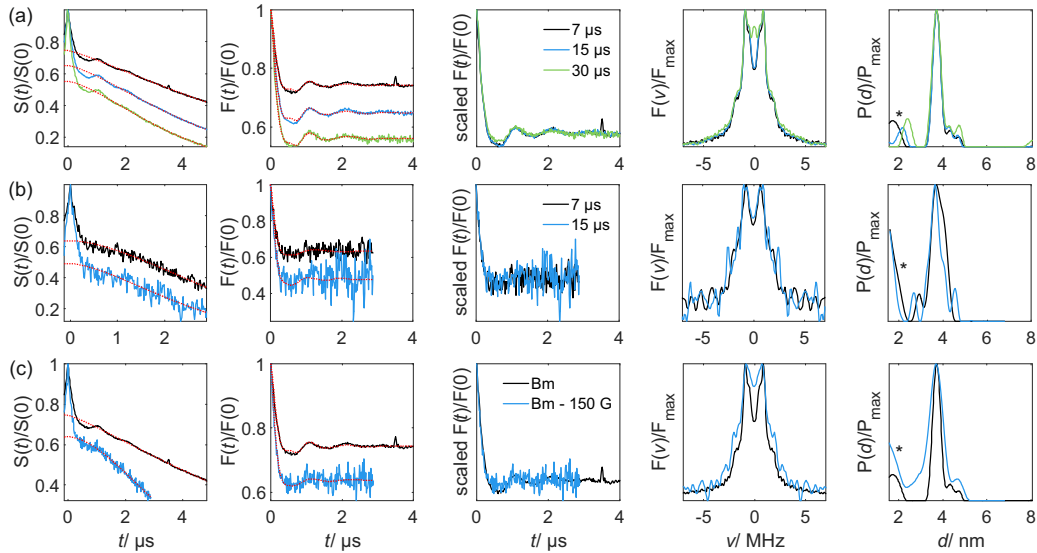 (a)
S(t)/S(0)
0.8
0.6
0.4
0.2
0
2
4
F(t)/F(0)
1
0.8
0.6
0
2
4
scaled F(t)/F(0)
7 µs
15 µs
30 µs
0
2
4
F(v)/Fmax
-5
0
5
P(d)/Pmax
*
2
4
6
8
(b)
S(t)/S(0)
0.8
0.6
0.4
0.2
0
1
2
F(t)/F(0)
1
0.8
0.6
0.4
0
2
4
scaled F(t)/F(0)
7 µs
15 µs
0
2
4
F(v)/Fmax
-5
0
5
P(d)/Pmax
*
2
4
6
8
(c)
S(t)/S(0)
1
0.8
0.6
0.4
0
2
4
t/ µs
F(t)/F(0)
1
0.8
0.6
0
2
4
t/ µs
scaled F(t)/F(0)
Bm
Bm - 150 G
0
2
4
t/ µs
F(v)/Fmax
-5
0
5
v/ MHz
P(d)/Pmax
*
2
4
6
8
d/ nm